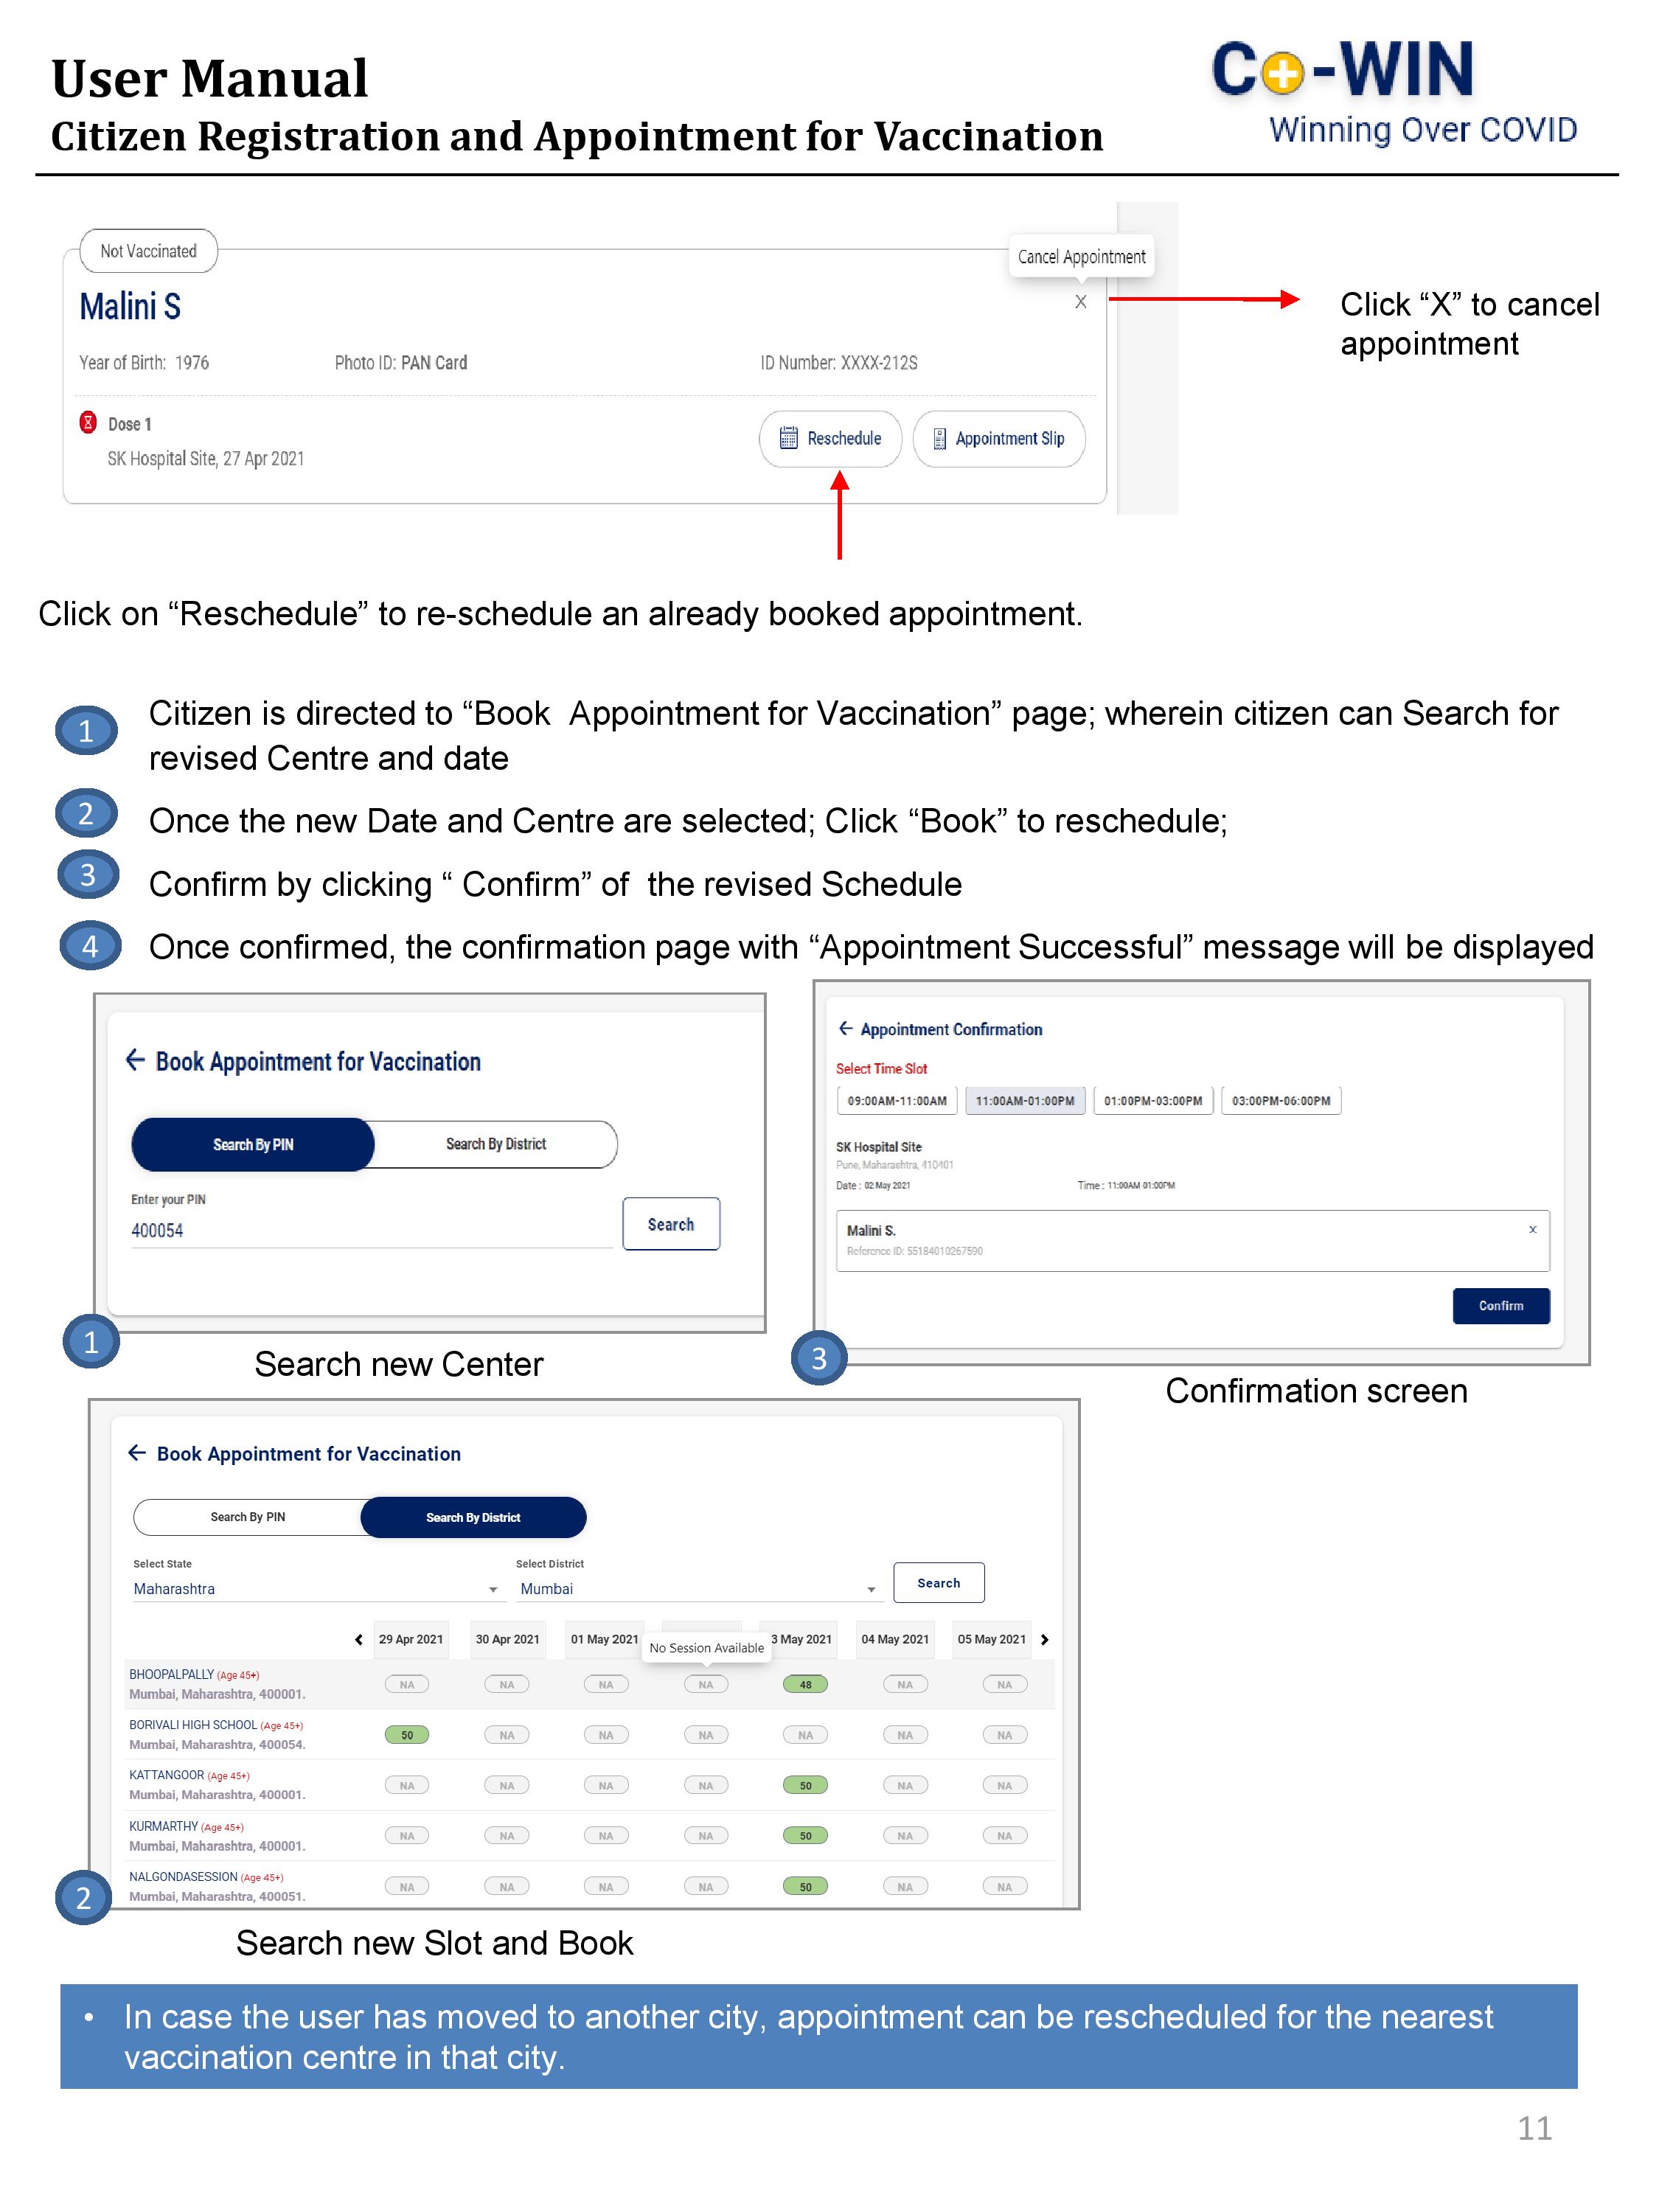 User Manual
Citizen Registration and Appointment for Vaccination
Co-WIN
Winning Over COVID
Not Vaccinated
Cancel Appointment
Malini S
X
Year of Birth: 1976 Photo ID: PAN Card ID Number: XXXX-212S
Dose 1
SK Hospital Site, 27 Apr 2021
Reschedule Appointment Slip
Click “X” to cancel
appointment
Click on “Reschedule” to re-schedule an already booked appointment.
1 Citizen is directed to “Book Appointment for Vaccination” page; wherein citizen can Search for
revised Centre and date
2 Once the new Date and Centre are selected; Click “Book” to reschedule;
3 Confirm by clicking “ Confirm” of the revised Schedule
4 Once confirmed, the confirmation page with “Appointment Successful” message will be displayed
Book Appointment for Vaccination
Search By PIN Search By District
Enter your PIN
400054
Search
1
Search new Center
Appointment Confirmation
Select Time Slot
09:00AM-11:00AM 11:00AM-01:00PM 01:00PM-03:00PM 03:00PM-06:00PM
SK Hospital Site
Pune, Maharashtra, 410401
Date : 02 May 2021 Time : 11:00AM 01:00PM
Malini S. X
Reference ID: 55184010267590
Confirm
3
Confirmation screen
Book Appointment for Vaccination
Search By PIN Search By District
Select State Select District
Maharashtra Mumbai Search
29 Apr 2021 30 Apr 2021 01 May 2021 3 May 2021 04 May 2021 05 May 2021
No Session Available
BHOOPALPALLY (Age 45+)
Mumbai, Maharashtra, 400001.
NA NA NA NA 48 NA NA
BORIVALI HIGH SCHOOL (Age 45+)
Mumbai, Maharashtra, 400054.
50 NA NA NA NA NA NA
KATTANGOOR (Age 45+)
Mumbai, Maharashtra, 400001.
NA NA NA NA 50 NA NA
KURMARTHY (Age 45+)
Mumbai, Maharashtra, 400001.
NA NA NA NA 50 NA NA
NALGONDASESSION (Age 45+)
Mumbai, Maharashtra, 400051.
NA NA NA NA 50 NA NA
2
Search new Slot and Book
• In case the user has moved to another city, appointment can be rescheduled for the nearest
vaccination centre in that city.
11